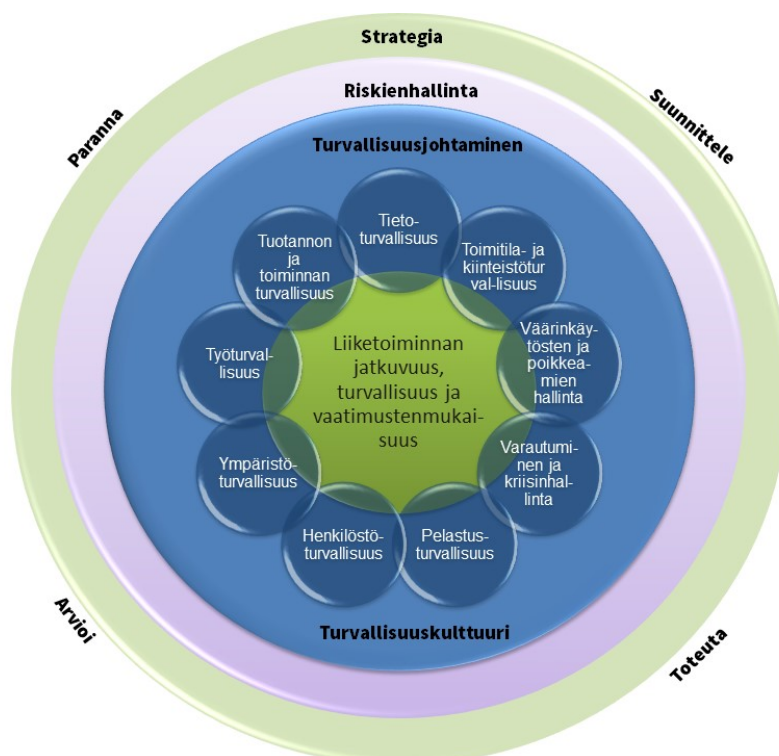 Strategia
Suunnittele
Toteuta
Arvioi
Paranna
Riskienhallinta
Turvallisuusjohtaminen
Tieto-
turvallisuus
Toimitila- ja
kiinteistötur
val-lisuus
Väärinkäy-
tösten ja
poikkea-
mien
hallinta
Varautumi-
nen ja
kriisinhal-
linta
Pelastus-
turvallisuus
Henkilöstö-
turvallisuus
Ympäristö-
turvallisuus
Työturval-
lisuus
Tuotannon
ja
toiminnan
turvallisuus
Liiketoiminnan
jatkuvuus,
turvallisuus ja
vaatimustenmukai-
suus
Turvallisuuskulttuuri